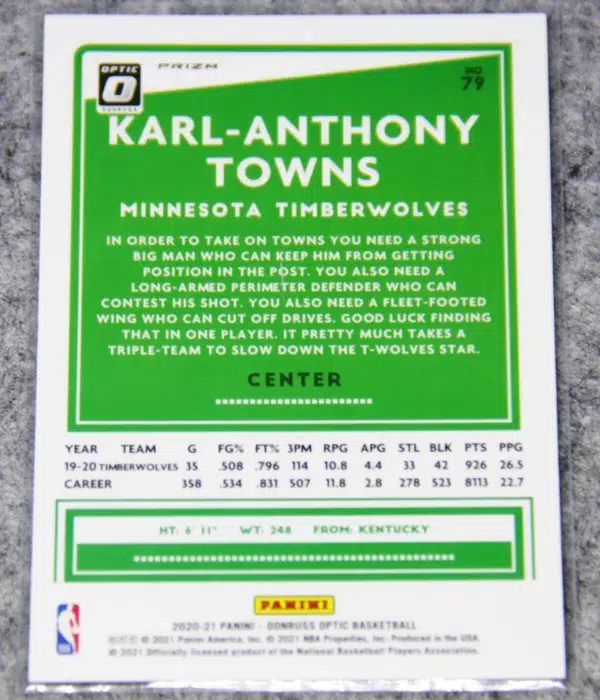 OPTIC
DONRUSS
PRIZM
NO
79
KARL-ANTHONY
TOWNS
MINNESOTA TIMBERWOLVES
IN ORDER TO TAKE ON TOWNS YOU NEED A STRONG
BIG MAN WHO CAN KEEP HIM FROM GETTING
POSITION IN THE POST. YOU ALSO NEED A
LONG-ARMED PERIMETER DEFENDER WHO CAN
CONTEST HIS SHOT. YOU ALSO NEED A FLEET-FOOTED
WING WHO CAN CUT OFF DRIVES. GOOD LUCK FINDING
THAT IN ONE PLAYER. IT PRETTY MUCH TAKES A
TRIPLE-TEAM TO SLOW DOWN THE T-WOLVES STAR.
CENTER
YEAR TEAM G FG% FT% 3PM RPG APG STL BLK PTS PPG
19-20 TIMBERWOLVES 35 .508 .796 114 10.8 4.4 33 42 926 26.5
CAREER 358 .534 .831 507 11.8 2.8 278 523 8113 22.7
HT: 6' 11" WT: 248 FROM: KENTUCKY
PANINI
2020-21 PANINI - DONRUSS OPTIC BASKETBALL
© 2021 Panini America, Inc. © 2021 NBA Properties, Inc. Produced in the USA.
© 2021 Officially licensed product of the National Basketball Players Association.